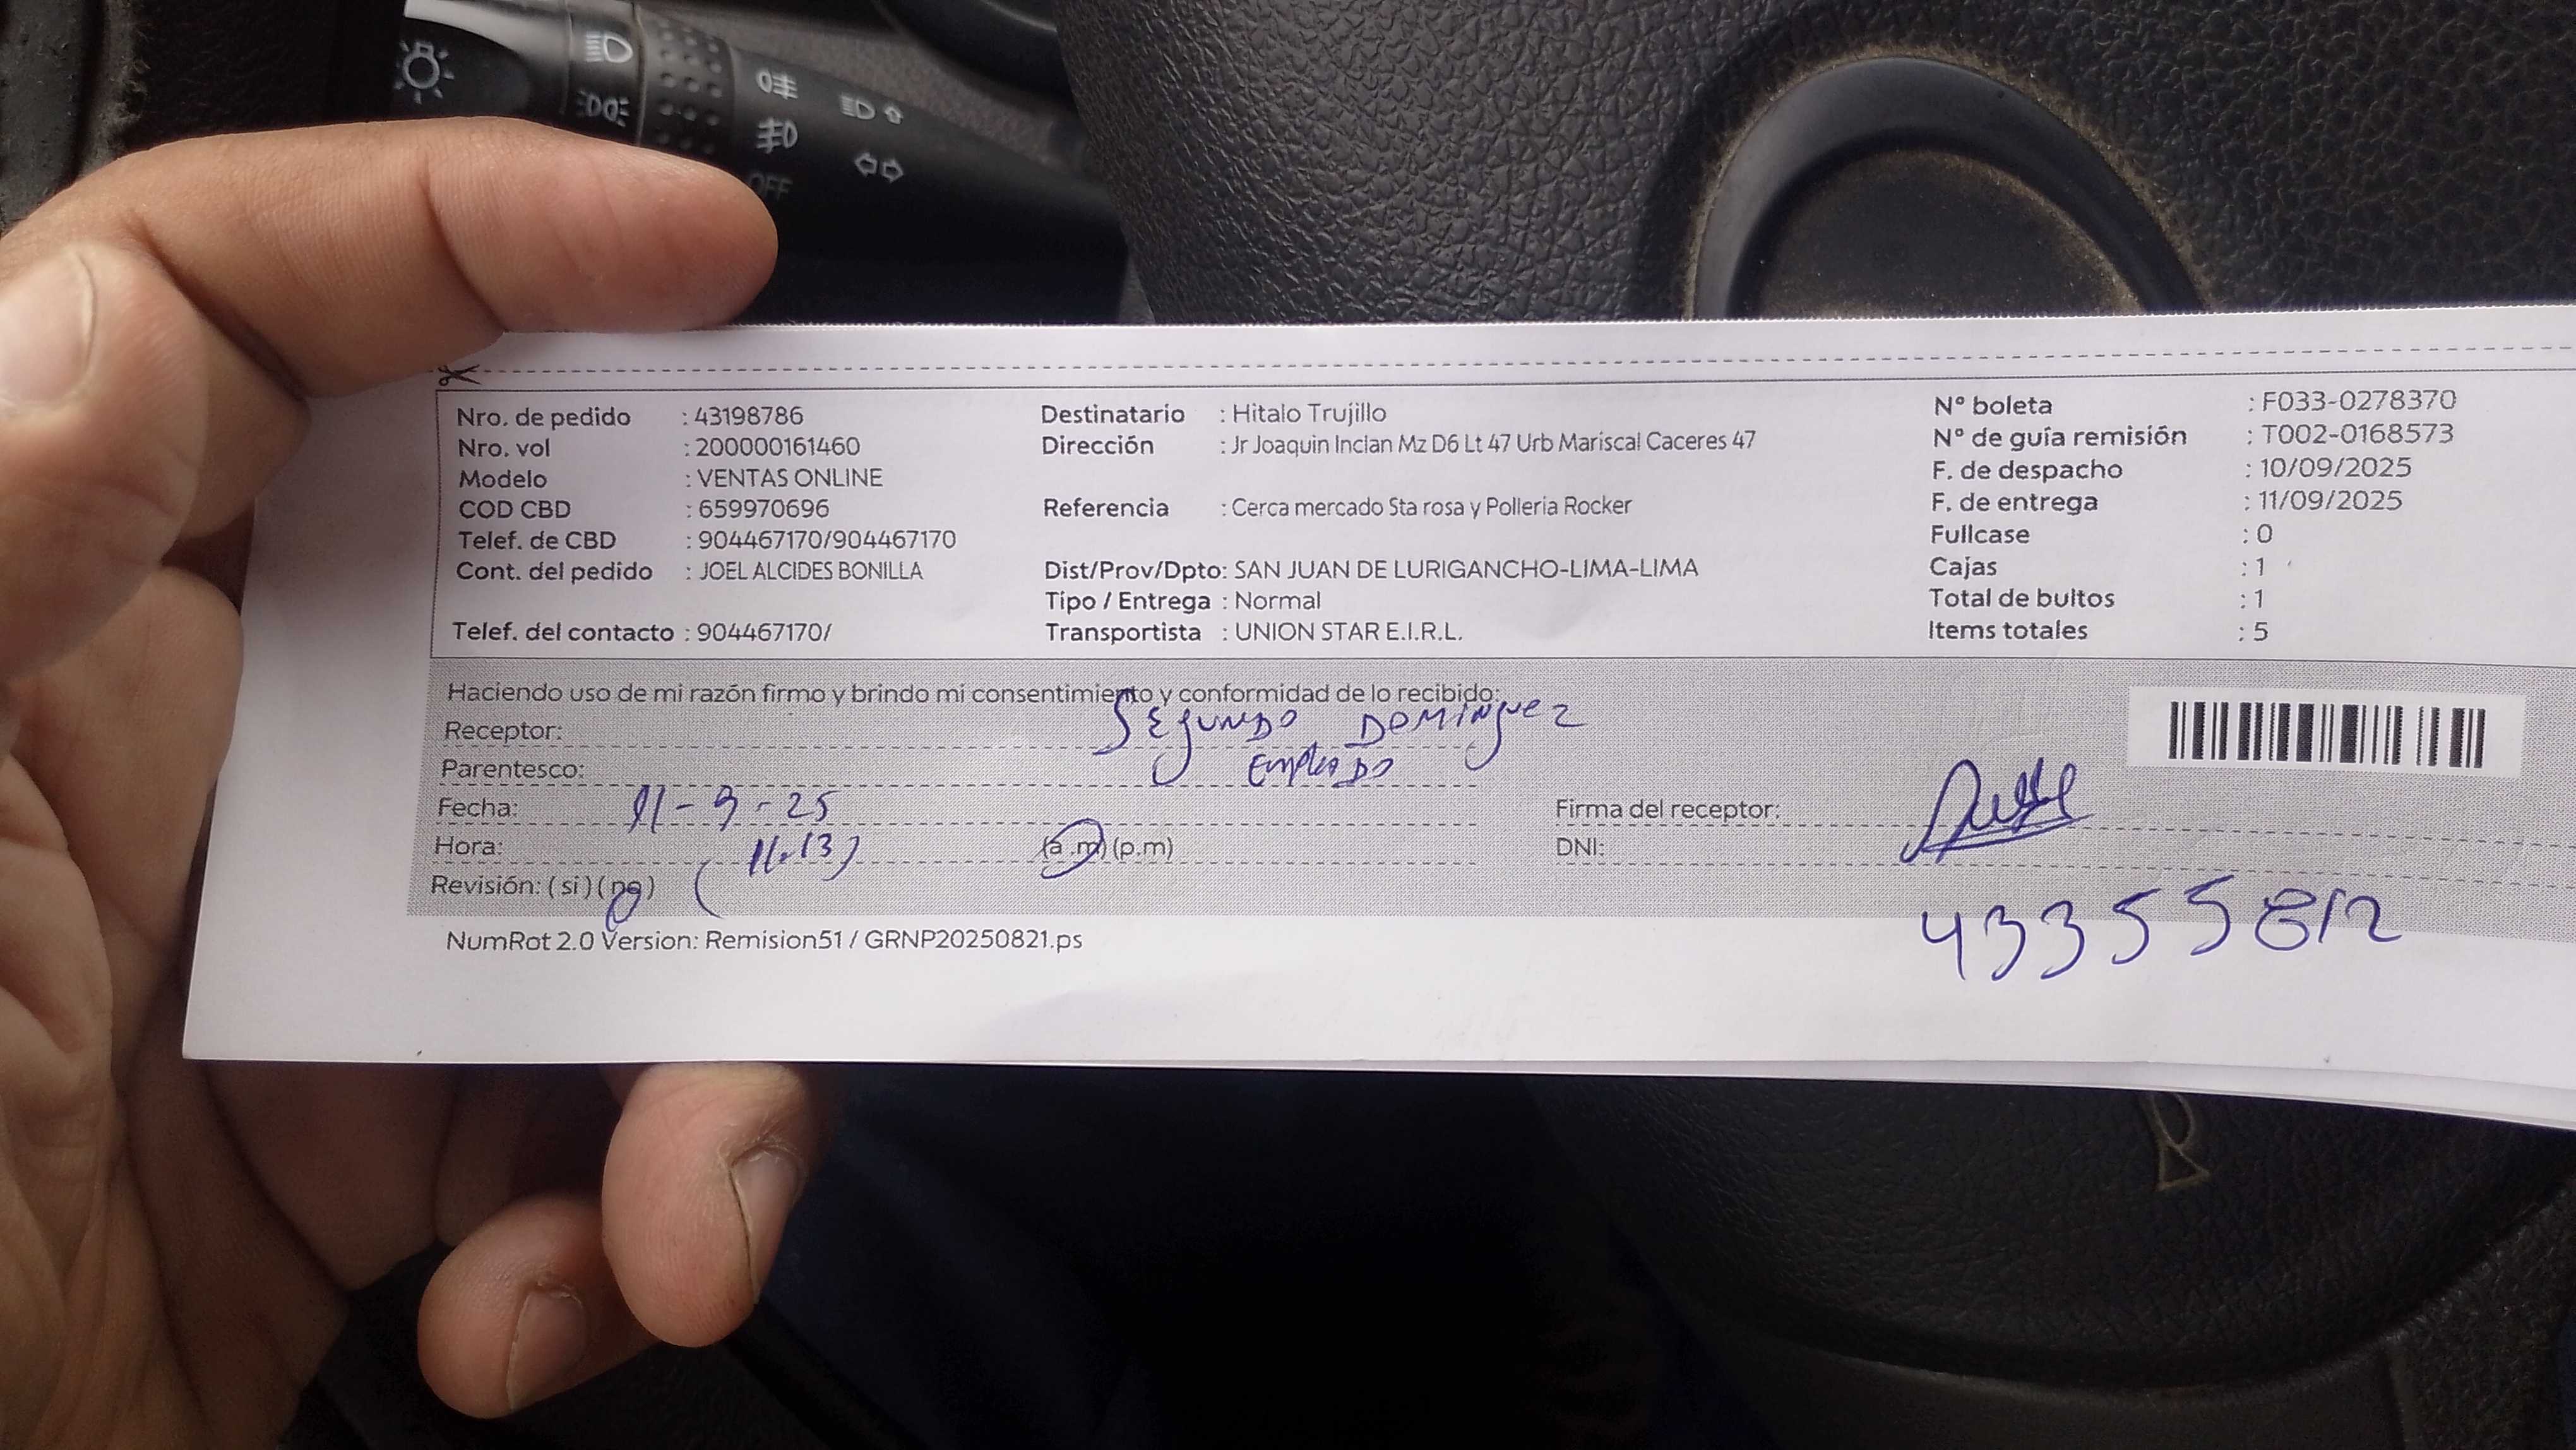 OFF
Nro. de pedido : 43198786
Nro. vol : 200000161460
Modelo : VENTAS ONLINE
COD CBD : 659970696
Telef. de CBD : 904467170/904467170
Cont. del pedido : JOEL ALCIDES BONILLA
Telef. del contacto : 904467170/
Destinatario : Hitalo Trujillo
Dirección : Jr Joaquin Inclan Mz D6 Lt 47 Urb Mariscal Caceres 47
Referencia : Cerca mercado Sta rosa y Polleria Rocker
Dist/Prov/Dpto: SAN JUAN DE LURIGANCHO-LIMA-LIMA
Tipo / Entrega : Normal
Transportista : UNION STAR E.I.R.L.
N° boleta : F033-0278370
N° de guía remisión : T002-0168573
F. de despacho : 10/09/2025
F. de entrega : 11/09/2025
Fullcase : 0
Cajas : 1
Total de bultos : 1
Items totales : 5
Haciendo uso de mi razón firmo y brindo mi consentimiento y conformidad de lo recibido:
Receptor: SEgUNDO DOMINguez
Parentesco: EmpleADO
Fecha: 11-9-25
Hora: 11.13 (a.m) (p.m)
Revisión: (si) (no)
Firma del receptor:
DNI: 43355812
NumRot 2.0 Version: Remision51 / GRNP20250821.ps